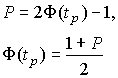 P = 2Φ(t_p) − 1,
Φ(t_p) = (1 + P)/2